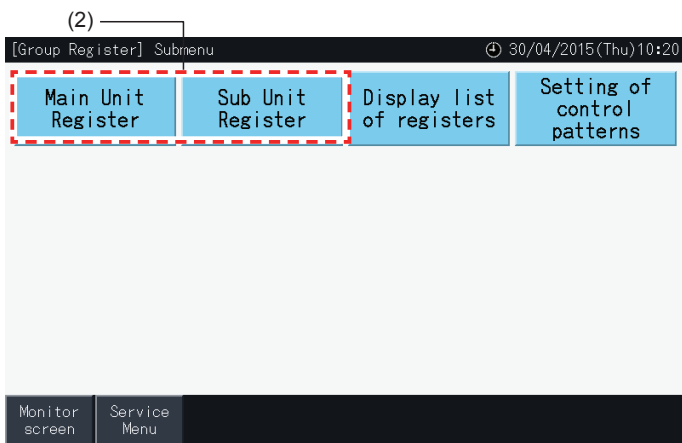 (2)
[Group Register] Submenu 30/04/2015(Thu)10:20
Main Unit
Register
Sub Unit
Register
Display list
of registers
Setting of
control
patterns
Monitor
screen
Service
Menu